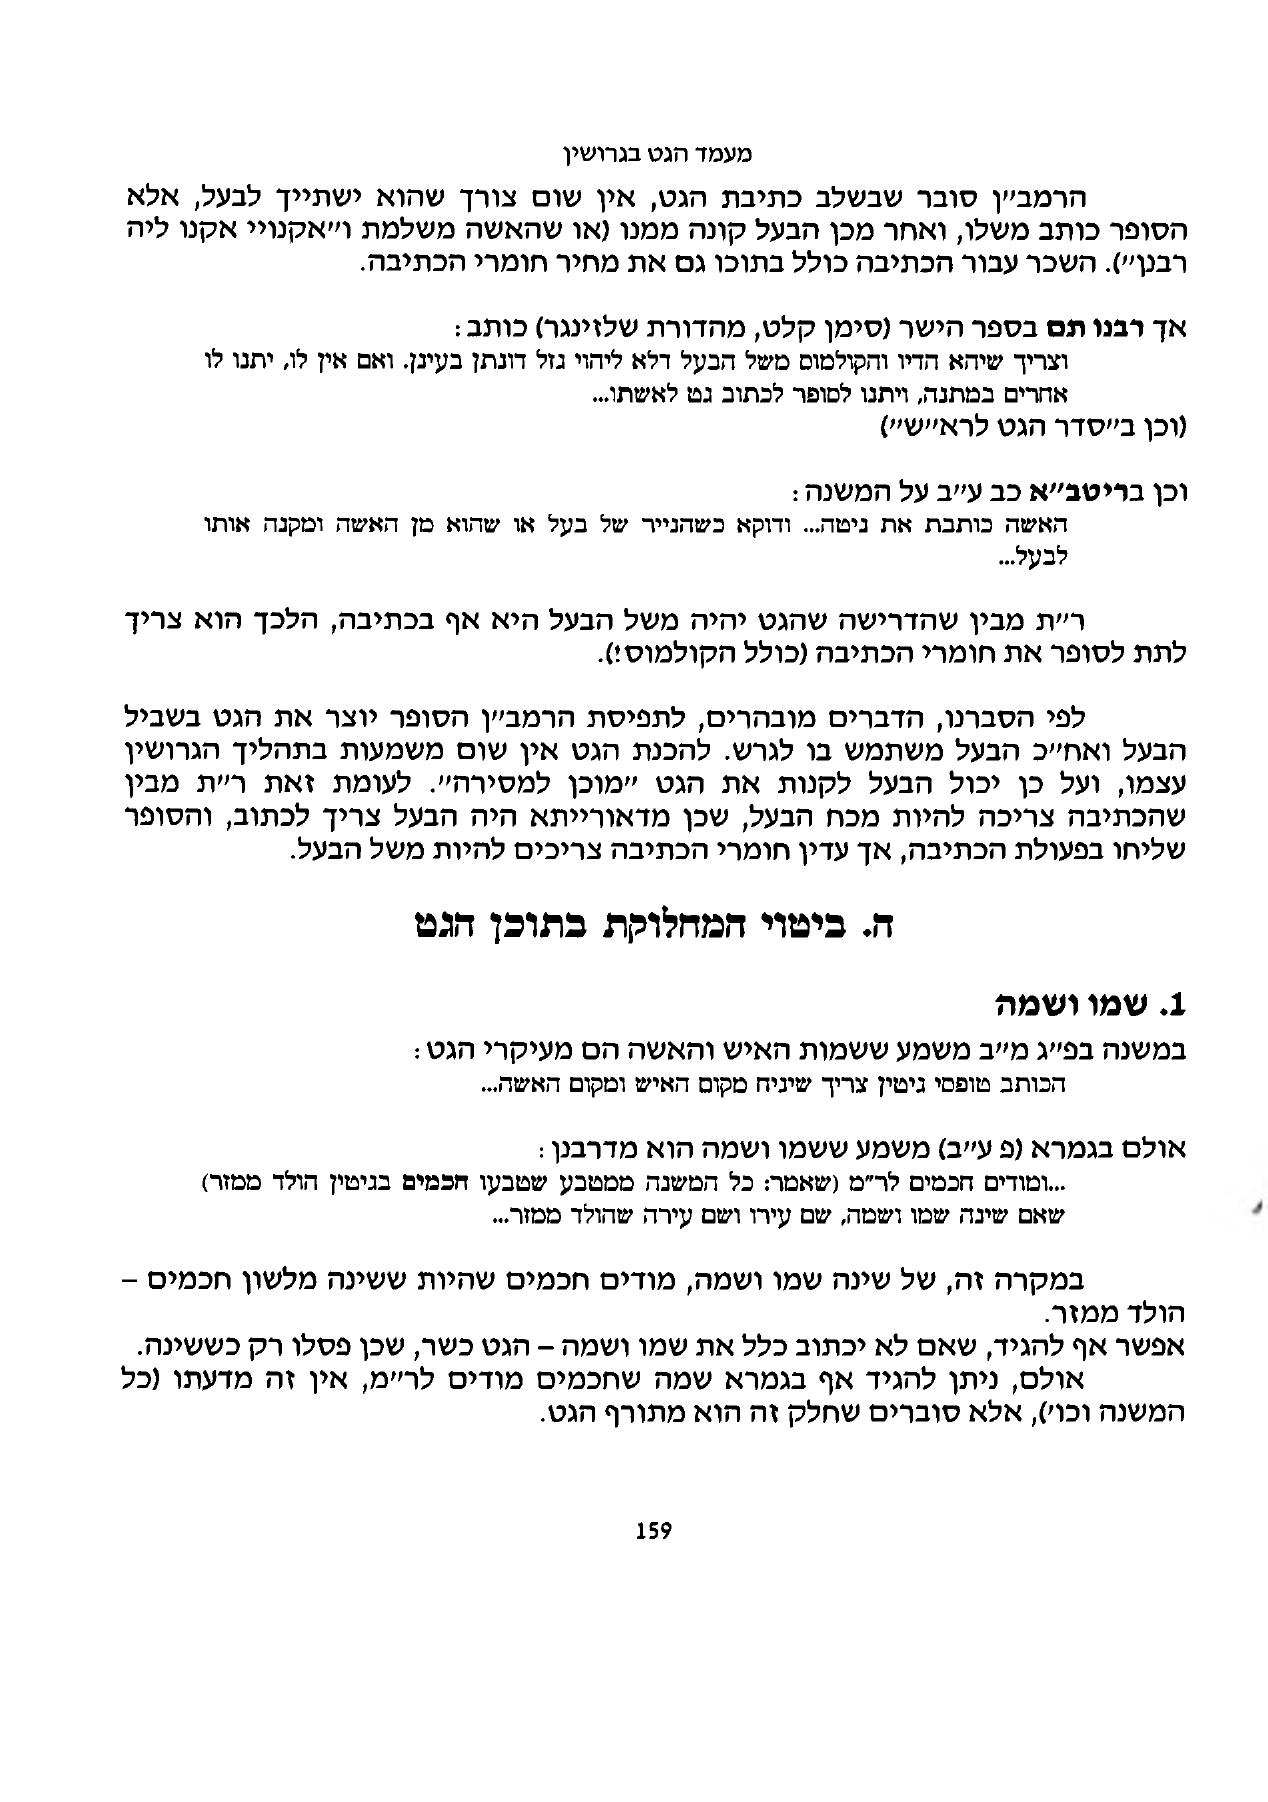 מעמד הגט בגרושין
הרמב״ן סובר שבשלב כתיבת הגט, אין שום צורך שהוא ישתייך לבעל, אלא
הסופר כותב משלו, ואחר מכן הבעל קונה ממנו (או שהאשה משלמת ו״אקנויי אקנו ליה
רבנן״). השכר עבור הכתיבה כולל בתוכו גם את מחיר חומרי הכתיבה.
אך רבנו תם בספר הישר (סימן קלט, מהדורת שלזינגר) כותב:
וצריך שיהא הדיו והקולמוס משל הבעל דלא ליהוי גזל דונתן בעינן. ואם אין לו, יתנו לו
אחרים במתנה, ויתנו לסופר לכתוב גט לאשתו...
(וכן ב״סדר הגט לרא״ש״)
וכן בריטב״א כב ע״ב על המשנה:
האשה כותבת את גיטה... ודוקא כשהנייר של בעל או שהוא מן האשה ומקנה אותו
לבעל...
ר״ת מבין שהדרישה שהגט יהיה משל הבעל היא אף בכתיבה, הלכך הוא צריך
לתת לסופר את חומרי הכתיבה (כולל הקולמוס!).
לפי הסברנו, הדברים מובהרים, לתפיסת הרמב״ן הסופר יוצר את הגט בשביל
הבעל ואח״כ הבעל משתמש בו לגרש. להכנת הגט אין שום משמעות בתהליך הגרושין
עצמו, ועל כן יכול הבעל לקנות את הגט ״מוכן למסירה״. לעומת זאת ר״ת מבין
שהכתיבה צריכה להיות מכח הבעל, שכן מדאורייתא היה הבעל צריך לכתוב, והסופר
שליחו בפעולת הכתיבה, אך עדין חומרי הכתיבה צריכים להיות משל הבעל.
ה. ביטוי המחלוקת בתוכן הגט
1. שמו ושמה
במשנה בפ״ג מ״ב משמע ששמות האיש והאשה הם מעיקרי הגט:
הכותב טופסי גיטין צריך שיניח מקום האיש ומקום האשה...
אולם בגמרא (פ ע״ב) משמע ששמו ושמה הוא מדרבנן:
...ומודים חכמים לר״מ (שאמר: כל המשנה ממטבע שטבעו חכמים בגיטין הולד ממזר)
שאם שינה שמו ושמה, שם עירו ושם עירה שהולד ממזר...
במקרה זה, של שינה שמו ושמה, מודים חכמים שהיות ששינה מלשון חכמים –
הולד ממזר.
אפשר אף להגיד, שאם לא יכתוב כלל את שמו ושמה – הגט כשר, שכן פסלו רק כששינה.
אולם, ניתן להגיד אף בגמרא שמה שחכמים מודים לר״מ, אין זה מדעתו (כל
המשנה וכו׳), אלא סוברים שחלק זה הוא מתורף הגט.
159